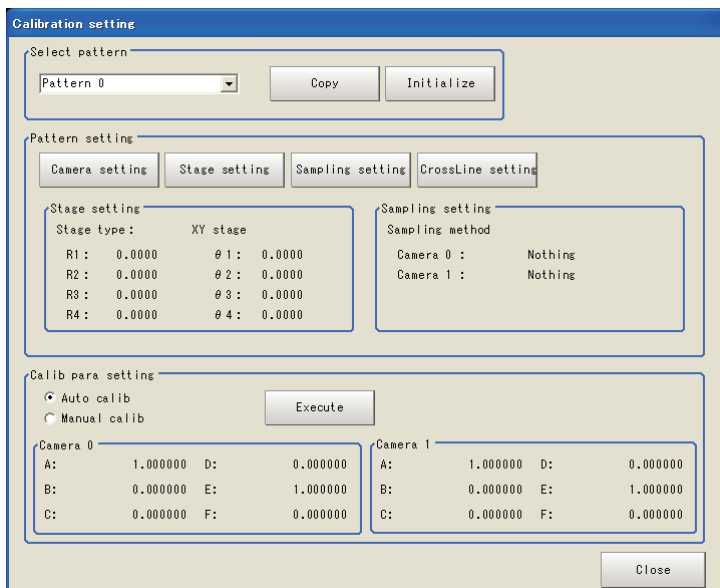 Calibration setting
Select pattern
Pattern 0
Copy
Initialize
Pattern setting
Camera setting
Stage setting
Sampling setting
CrossLine setting
Stage setting
Stage type: XY stage
R1: 0.0000 θ1: 0.0000
R2: 0.0000 θ2: 0.0000
R3: 0.0000 θ3: 0.0000
R4: 0.0000 θ4: 0.0000
Sampling setting
Sampling method
Camera 0 : Nothing
Camera 1 : Nothing
Calib para setting
Auto calib
Manual calib
Execute
Camera 0
A: 1.000000 D: 0.000000
B: 0.000000 E: 1.000000
C: 0.000000 F: 0.000000
Camera 1
A: 1.000000 D: 0.000000
B: 0.000000 E: 1.000000
C: 0.000000 F: 0.000000
Close